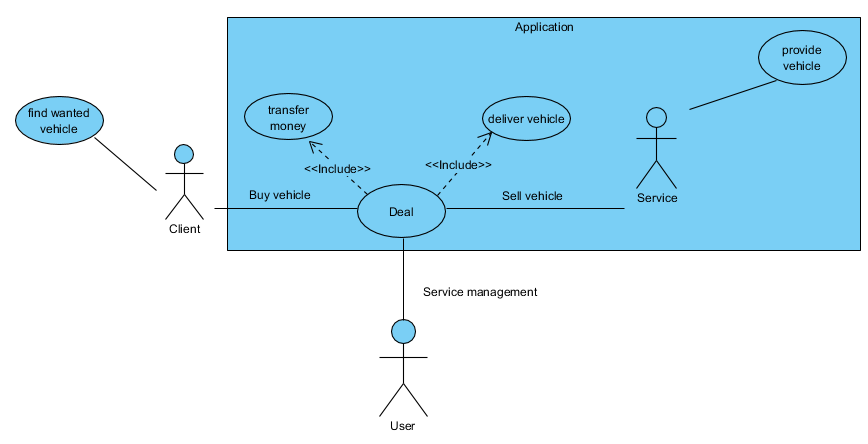 Application
provide
vehicle
find wanted
vehicle
transfer
money
deliver vehicle
<<Include>>
<<Include>>
Buy vehicle
Sell vehicle
Service
Deal
Client
Service management
User